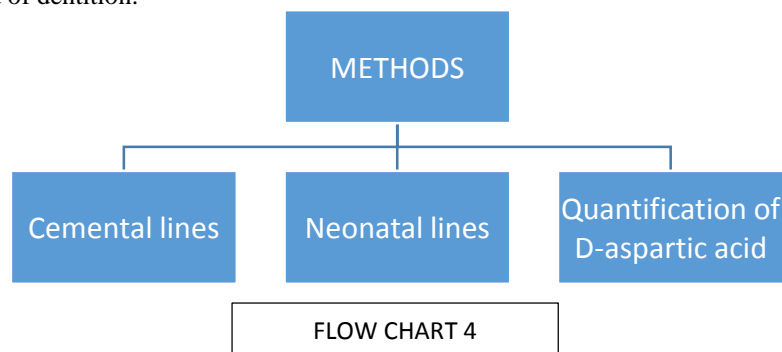 of dentition.
METHODS
Cemental lines
Neonatal lines
Quantification of
D-aspartic acid
FLOW CHART 4